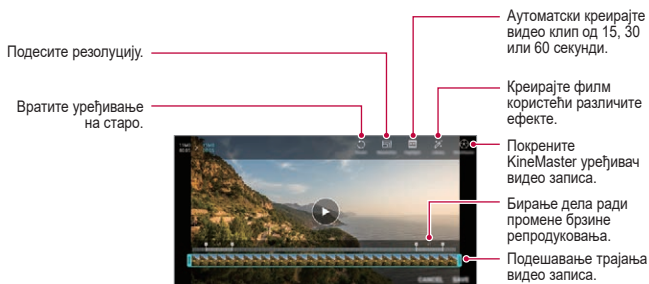 Подесите резолуцију.
Вратите уређивање
на старо.
Аутоматски креирајте
видео клип од 15, 30
или 60 секунди.
Креирајте филм
користећи различите
ефекте.
Покрените
KineMaster уређивач
видео записа.
Бирање дела ради
промене брзине
репродуковања.
Подешавање трајања
видео записа.
CANCEL
SAVE